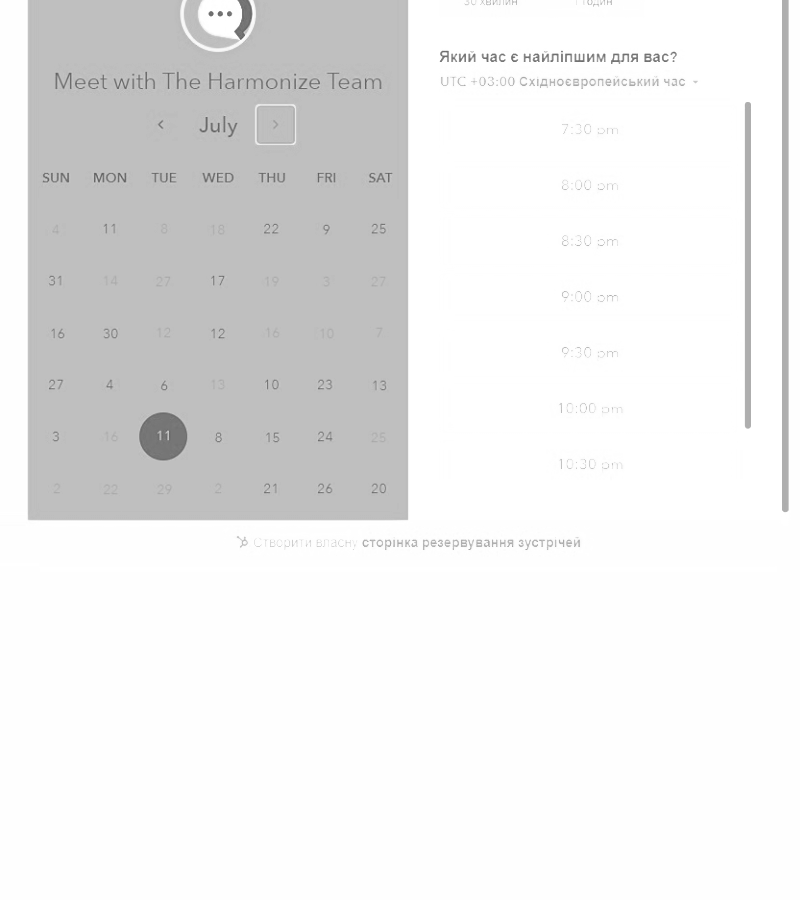 30 хвилин
1 годин
Meet with The Harmonize Team
July
SUN MON TUE WED THU FRI SAT
4 11 8 18 22 9 25
31 14 27 17 19 3 27
16 30 12 12 16 10 7
27 4 6 13 10 23 13
3 16 11 8 15 24 25
2 22 29 2 21 26 20
Який час є найліпшим для вас?
UTC +03:00 Східноєвропейський час
7:30 pm
8:00 pm
8:30 pm
9:00 pm
9:30 pm
10:00 pm
10:30 pm
Створити власну сторінка резервування зустрічей